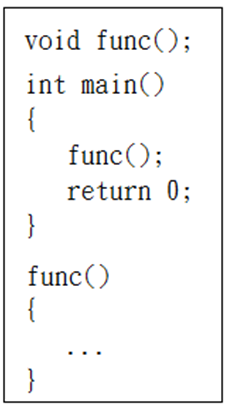 void func();
int main()
{
func();
return 0;
}
func()
{
...
}